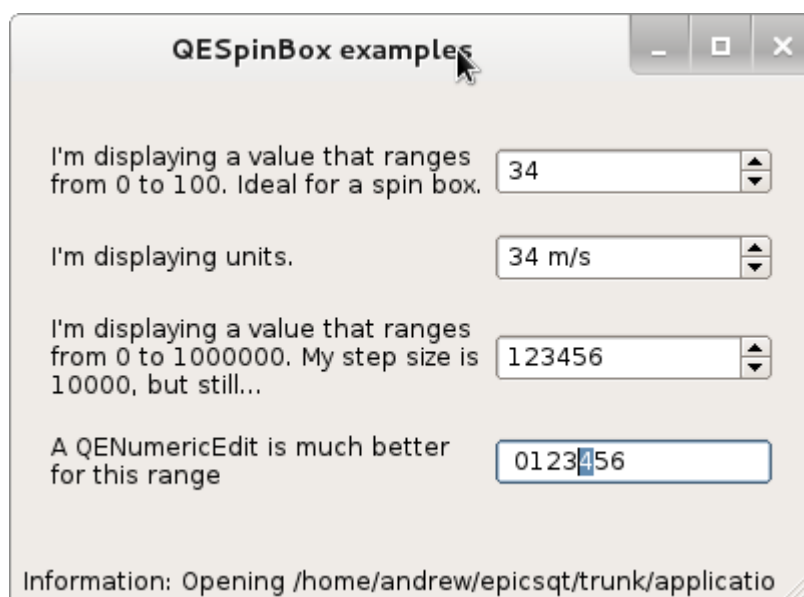 QESpinBox examples
I'm displaying a value that ranges
from 0 to 100. Ideal for a spin box.
34
I'm displaying units.
34 m/s
I'm displaying a value that ranges
from 0 to 1000000. My step size is
10000, but still...
123456
A QENumericEdit is much better
for this range
0123456
Information: Opening /home/andrew/epicsqt/trunk/applicatio